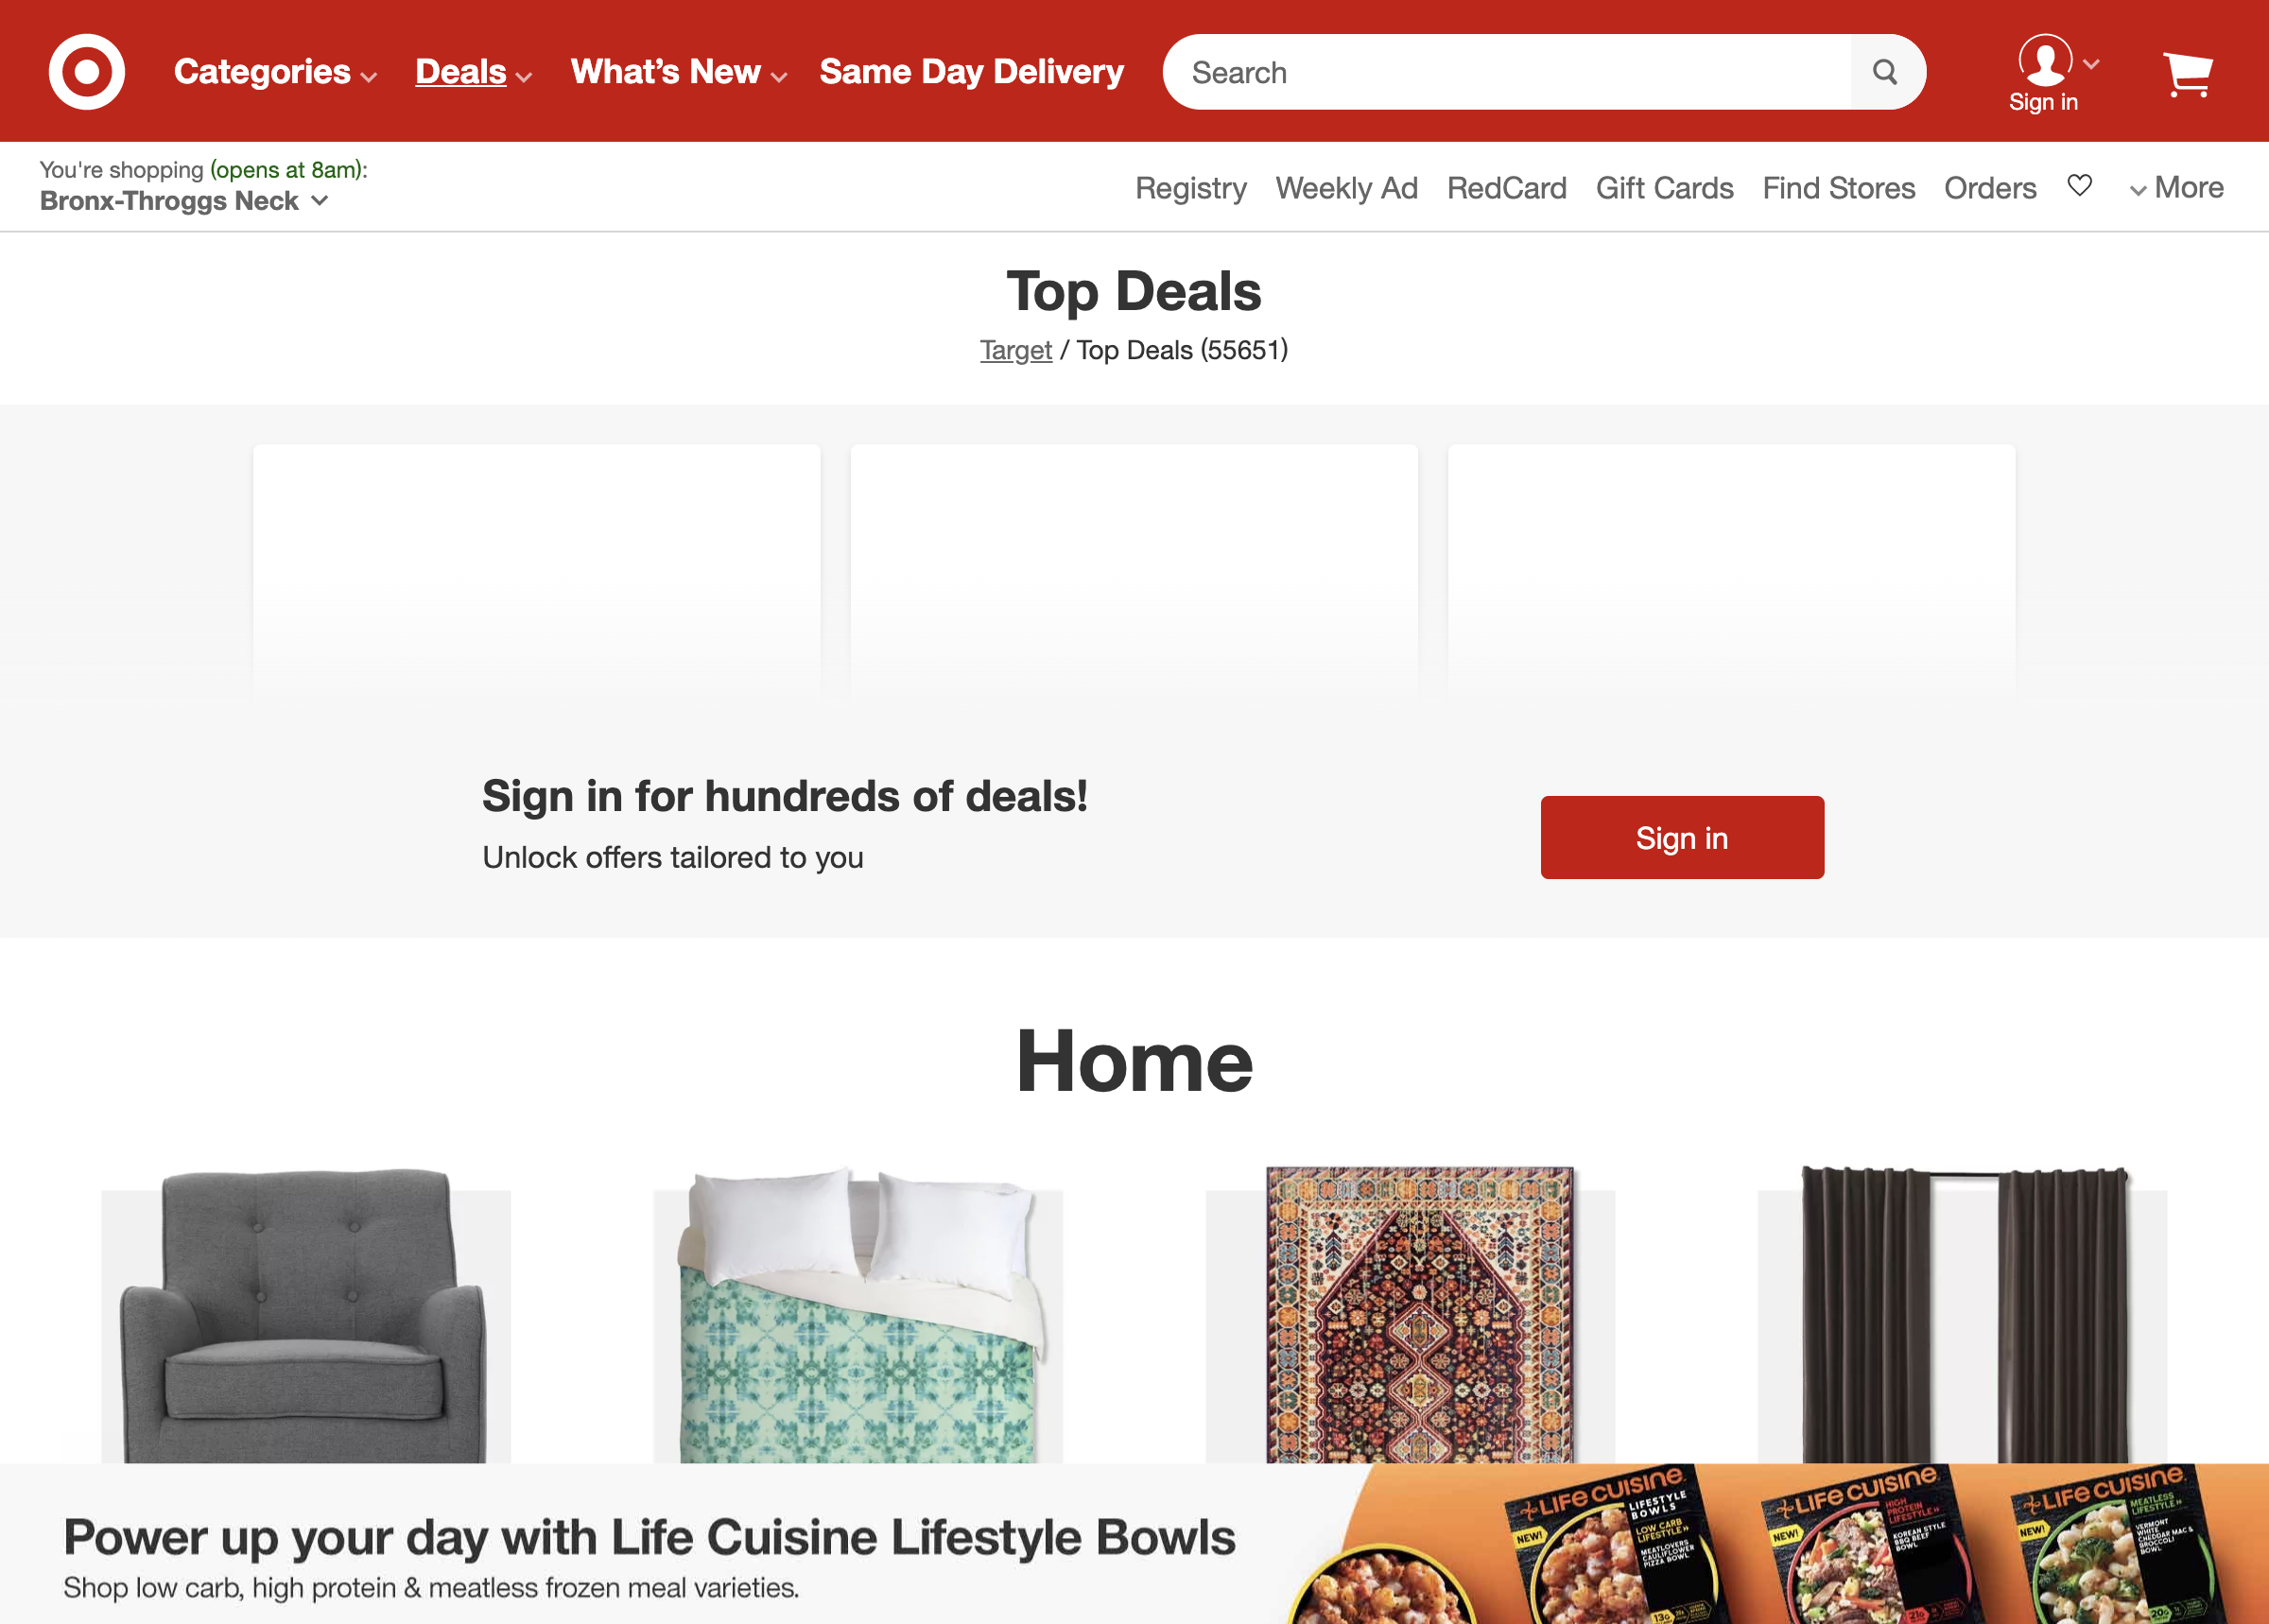 Categories Deals What's New Same Day Delivery Search
Sign in
You're shopping (opens at 8am):
Bronx-Throggs Neck
Registry Weekly Ad RedCard Gift Cards Find Stores Orders More
Top Deals
Target / Top Deals (55651)
Sign in for hundreds of deals!
Unlock offers tailored to you
Sign in
Home
Power up your day with Life Cuisine Lifestyle Bowls
Shop low carb, high protein & meatless frozen meal varieties.
LIFE CUISINE
LIFESTYLE
BOWLS
NEW!
LOW CARB
LIFESTYLE
MEATLOVERS
CAULIFLOWER
PIZZA BOWL
13G
LIFE CUISINE
HIGH
PROTEIN
LIFESTYLE
NEW!
KOREAN STYLE
BBQ BEEF
BOWL
21G
LIFE CUISINE
MEATLESS
LIFESTYLE
NEW!
VERMONT
WHITE
CHEDDAR MAC &
BROCCOLI
BOWL
20G